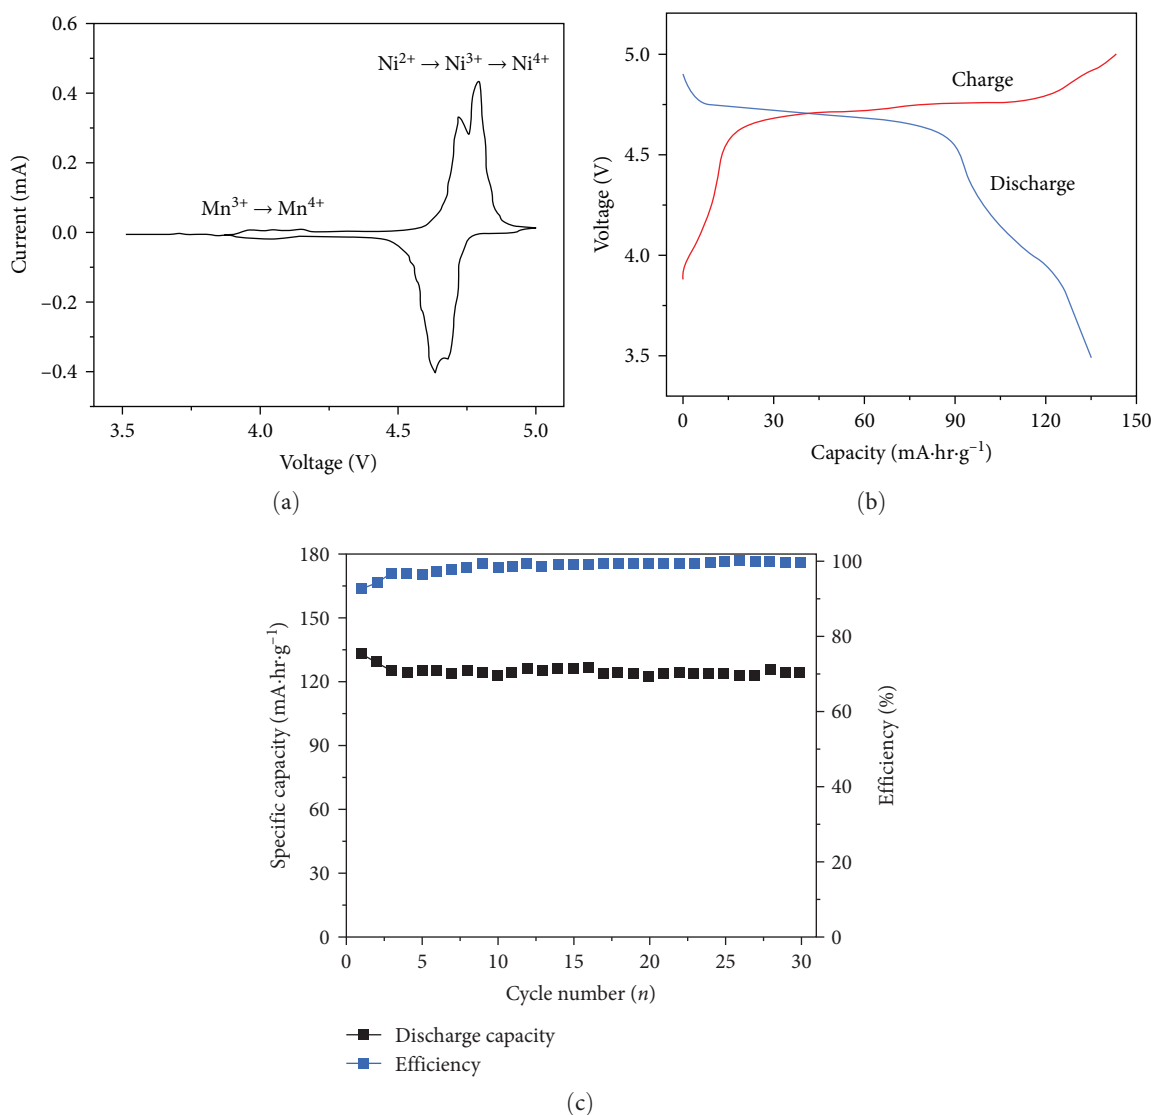 0.6
0.4
0.2
0.0
–0.2
–0.4
Current (mA)
Ni2+ → Ni3+ → Ni4+
Mn3+ → Mn4+
3.5 4.0 4.5 5.0
Voltage (V)
(a)
5.0
4.5
4.0
3.5
Voltage (V)
Charge
Discharge
0 30 60 90 120 150
Capacity (mA·hr·g–1)
(b)
180
150
120
90
60
30
0
Specific capacity (mA·hr·g–1)
100
80
60
40
20
0
Efficiency (%)
0 5 10 15 20 25 30
Cycle number (n)
Discharge capacity
Efficiency
(c)